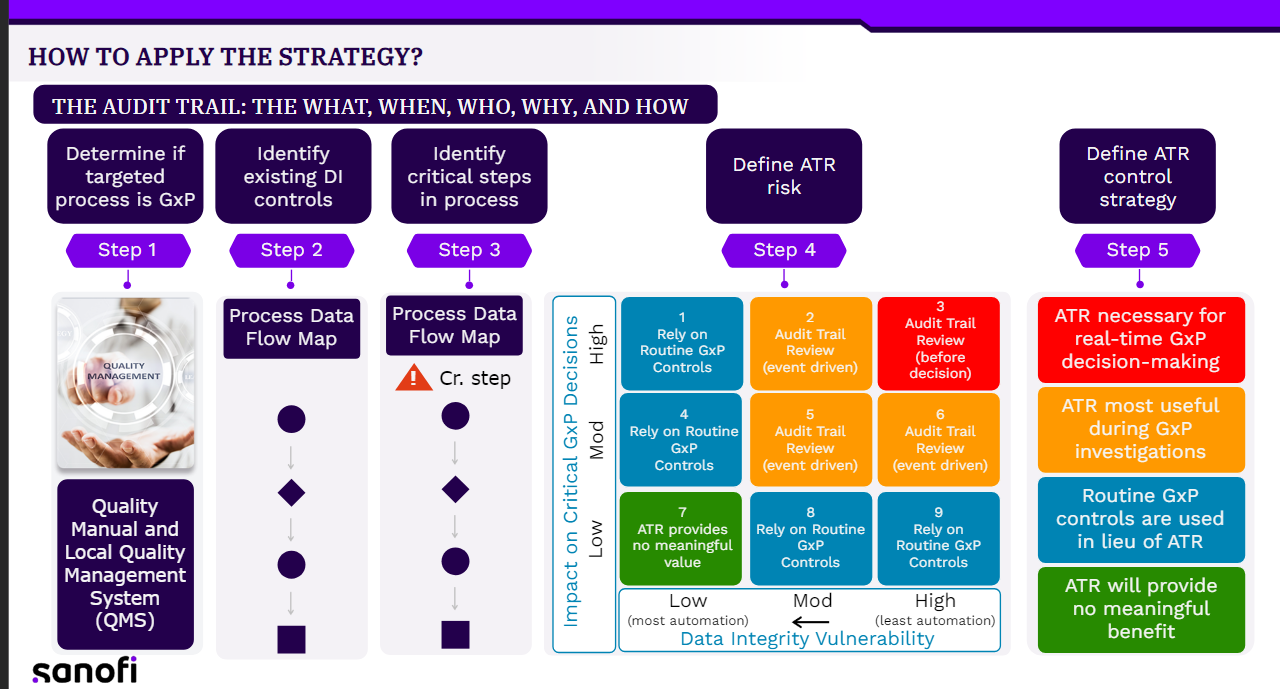 HOW TO APPLY THE STRATEGY?
THE AUDIT TRAIL: THE WHAT, WHEN, WHO, WHY, AND HOW
Determine if
targeted
process is GxP
Step 1
QUALITY
MANAGEMENT
Quality
Manual and
Local Quality
Management
System
(QMS)
Identify
existing DI
controls
Step 2
Process Data
Flow Map
Identify
critical steps
in process
Step 3
Process Data
Flow Map
! Cr. step
Define ATR
risk
Step 4
Impact on Critical GxP Decisions
High
1
Rely on
Routine GxP
Controls
2
Audit Trail
Review
(event driven)
3
Audit Trail
Review
(before
decision)
Mod
4
Rely on Routine
GxP
Controls
5
Audit Trail
Review
(event driven)
6
Audit Trail
Review
(event driven)
Low
7
ATR provides
no meaningful
value
8
Rely on Routine
GxP
Controls
9
Rely on
Routine GxP
Controls
Low Mod High
(most automation) (least automation)
Data Integrity Vulnerability
Define ATR
control
strategy
Step 5
ATR necessary for
real-time GxP
decision-making
ATR most useful
during GxP
investigations
Routine GxP
controls are used
in lieu of ATR
ATR will provide
no meaningful
benefit
sanofi